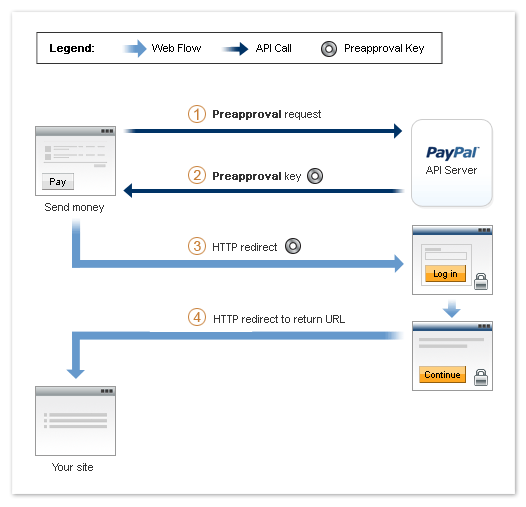 Legend: Web Flow API Call Preapproval Key
1 Preapproval request
PayPal
API Server
2 Preapproval key
Pay
Send money
3 HTTP redirect
Log in
4 HTTP redirect to return URL
Continue
Your site